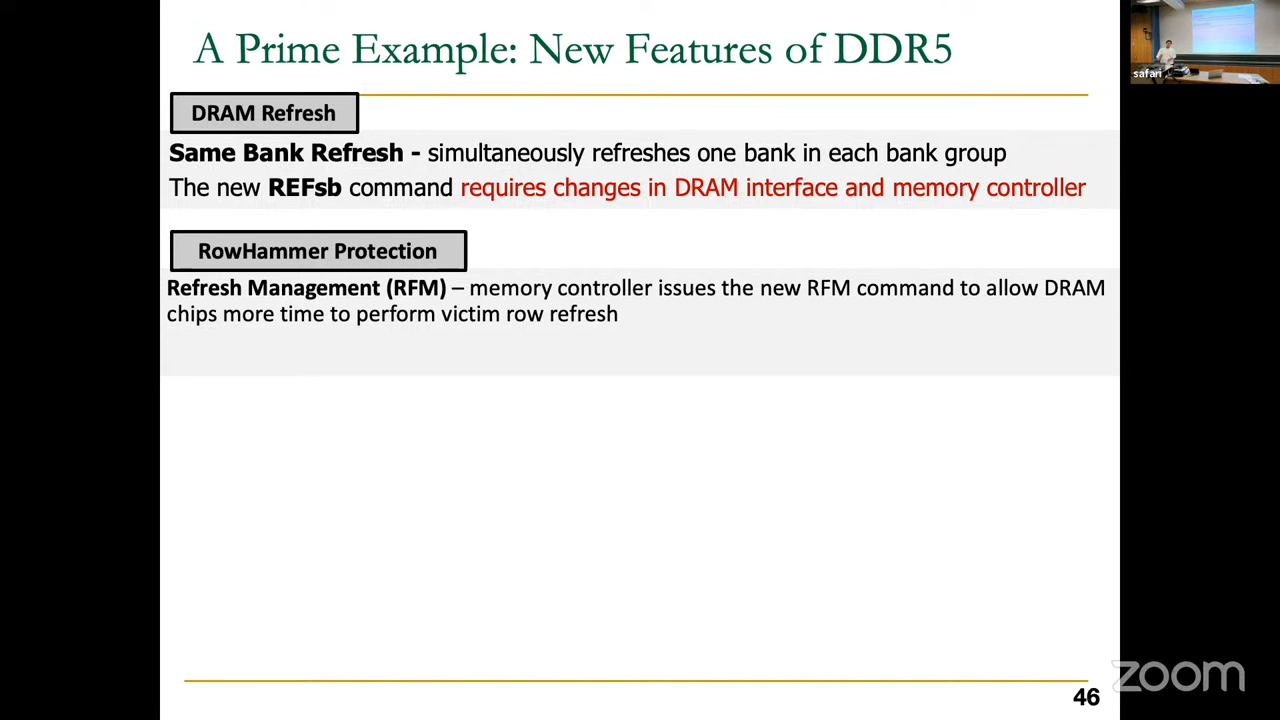 A Prime Example: New Features of DDR5
safari
DRAM Refresh
Same Bank Refresh - simultaneously refreshes one bank in each bank group
The new REFsb command requires changes in DRAM interface and memory controller
RowHammer Protection
Refresh Management (RFM) – memory controller issues the new RFM command to allow DRAM
chips more time to perform victim row refresh
46
zoom